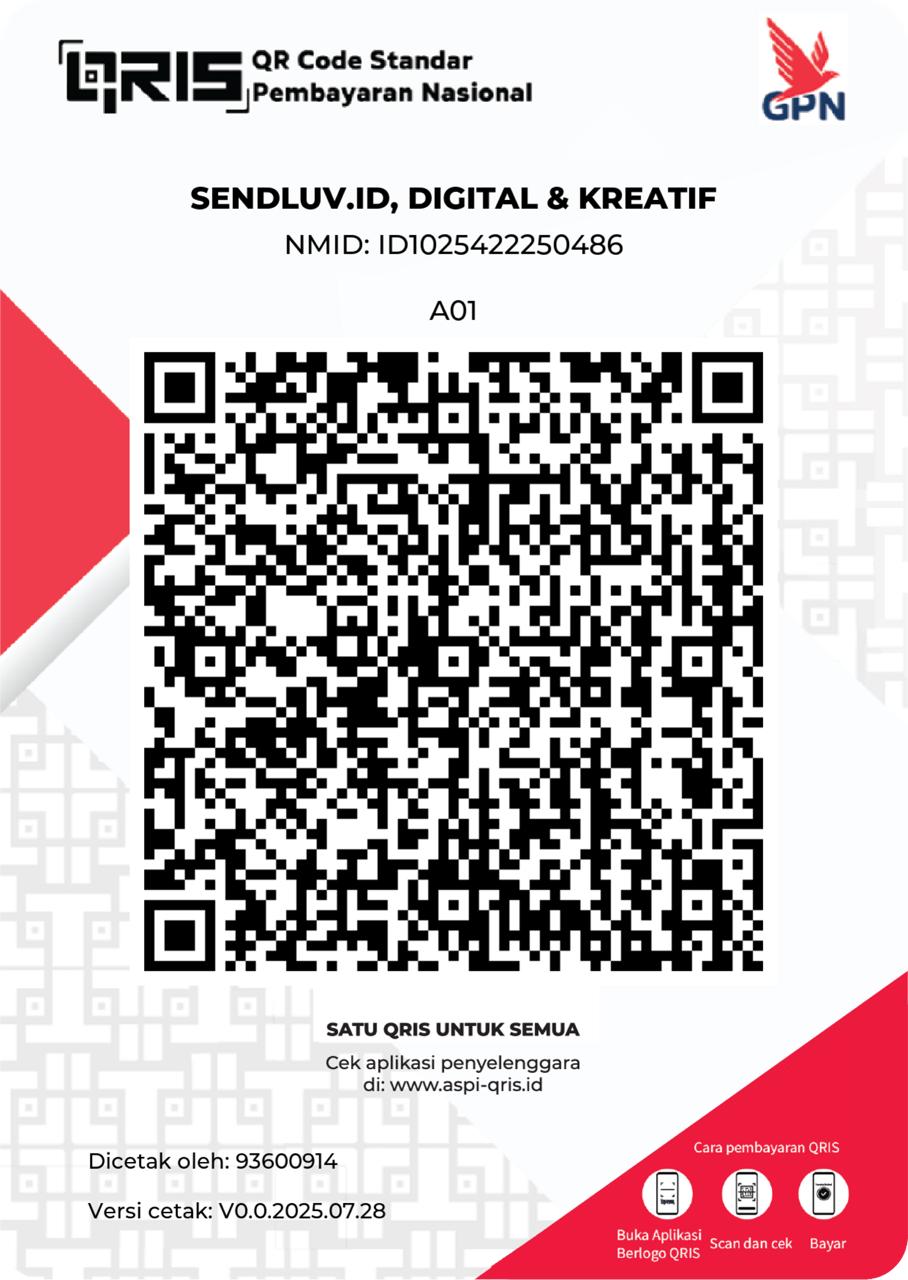 QRIS QR Code Standar
Pembayaran Nasional
GPN
SENDLUV.ID, DIGITAL & KREATIF
NMID: ID1025422250486
A01
SATU QRIS UNTUK SEMUA
Cek aplikasi penyelenggara
di: www.aspi-qris.id
Dicetak oleh: 93600914
Versi cetak: V0.0.2025.07.28
Cara pembayaran QRIS
Buka Aplikasi
Berlogo QRIS
Scan dan cek
Bayar